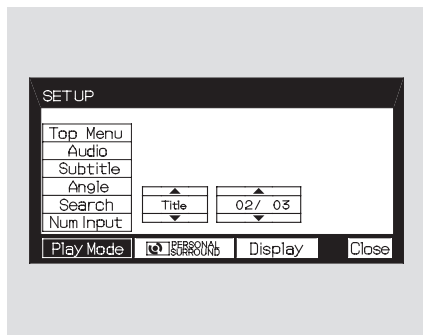 SETUP
Top Menu
Audio
Subtitle
Angle
Search
Title
02/ 03
Num Input
Play Mode
PERSONAL
SURROUND
Display
Close